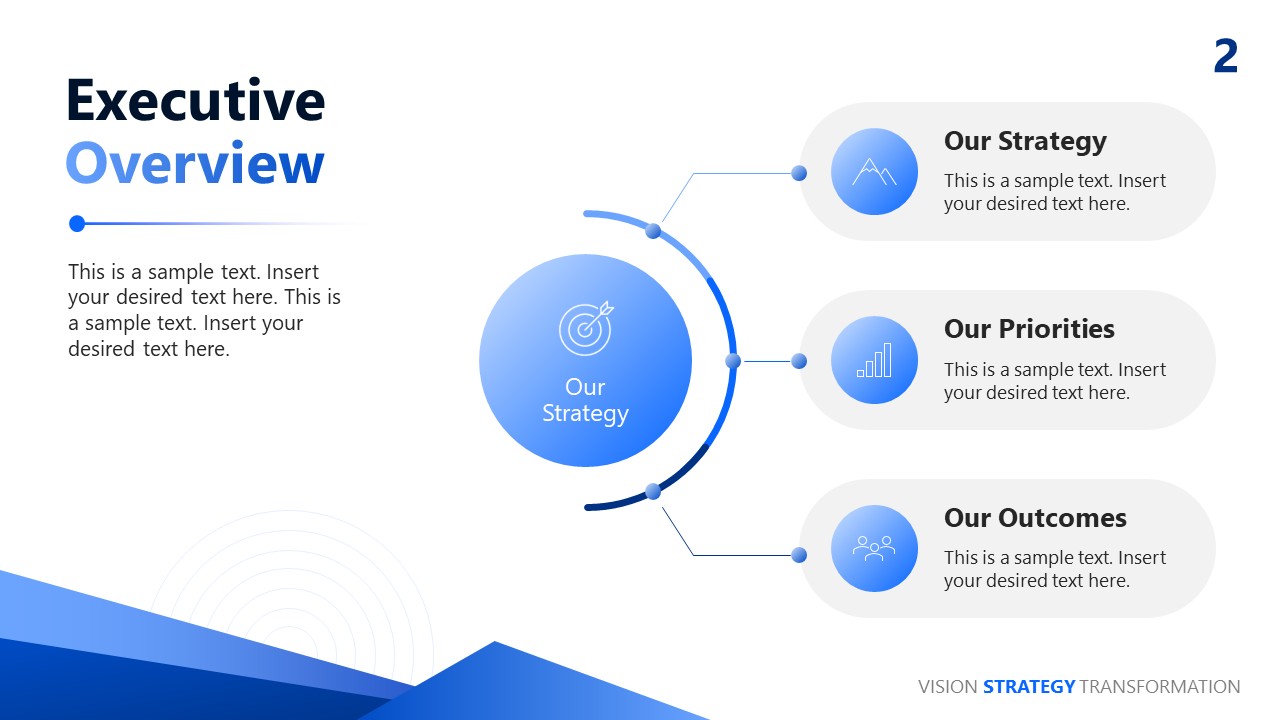 2
Executive
Overview
This is a sample text. Insert
your desired text here. This is
a sample text. Insert your
desired text here.
Our
Strategy
Our Strategy
This is a sample text. Insert
your desired text here.
Our Priorities
This is a sample text. Insert
your desired text here.
Our Outcomes
This is a sample text. Insert
your desired text here.
VISION STRATEGY TRANSFORMATION